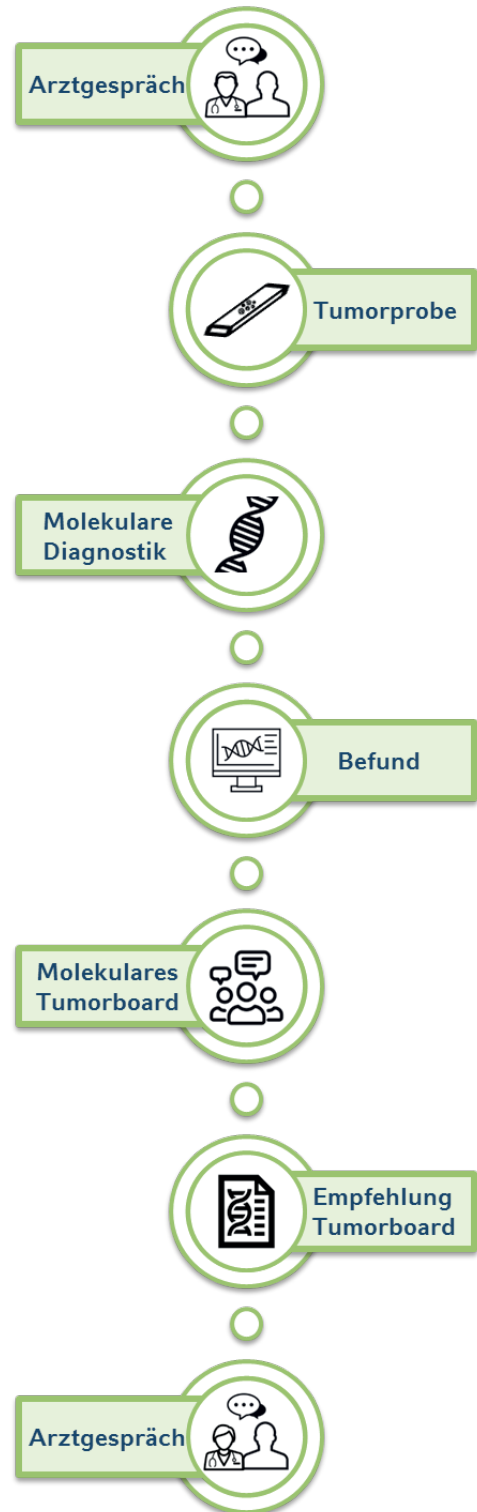 Arztgespräch
Tumorprobe
Molekulare
Diagnostik
Befund
Molekulares
Tumorboard
Empfehlung
Tumorboard
Arztgespräch